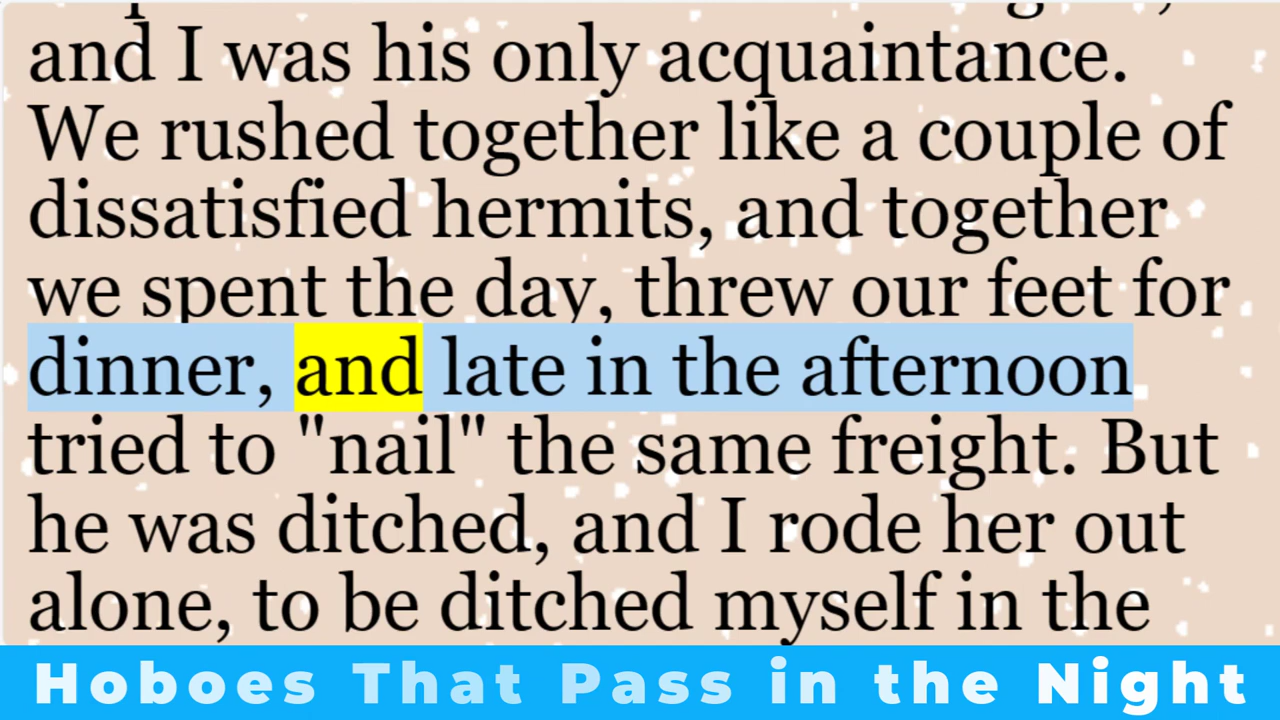 and I was his only acquaintance.
We rushed together like a couple of
dissatisfied hermits, and together
we spent the day, threw our feet for
dinner, and late in the afternoon
tried to "nail" the same freight. But
he was ditched, and I rode her out
alone, to be ditched myself in the
Hoboes That Pass in the Night